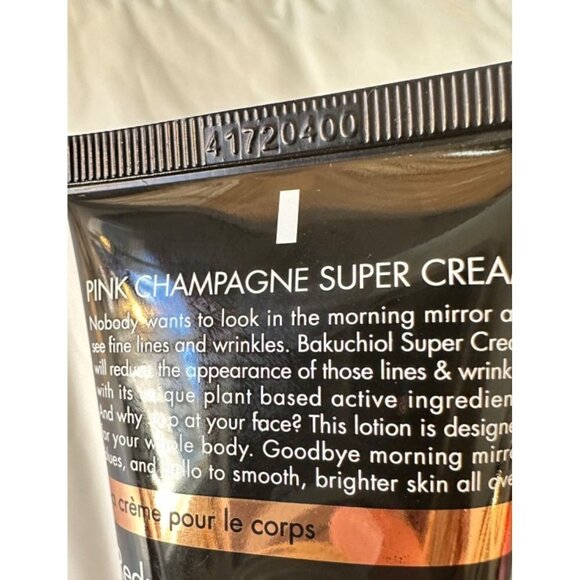 41720400
PINK CHAMPAGNE SUPER CREA
Nobody wants to look in the morning mirror a
see fine lines and wrinkles. Bakuchiol Super Crea
will reduce the appearance of those lines & wrink
with its unique plant based active ingredien
And why stop at your face? This lotion is designe
for your whole body. Goodbye morning mirro
blues, and hello to smooth, brighter skin all ove
crème pour le corps